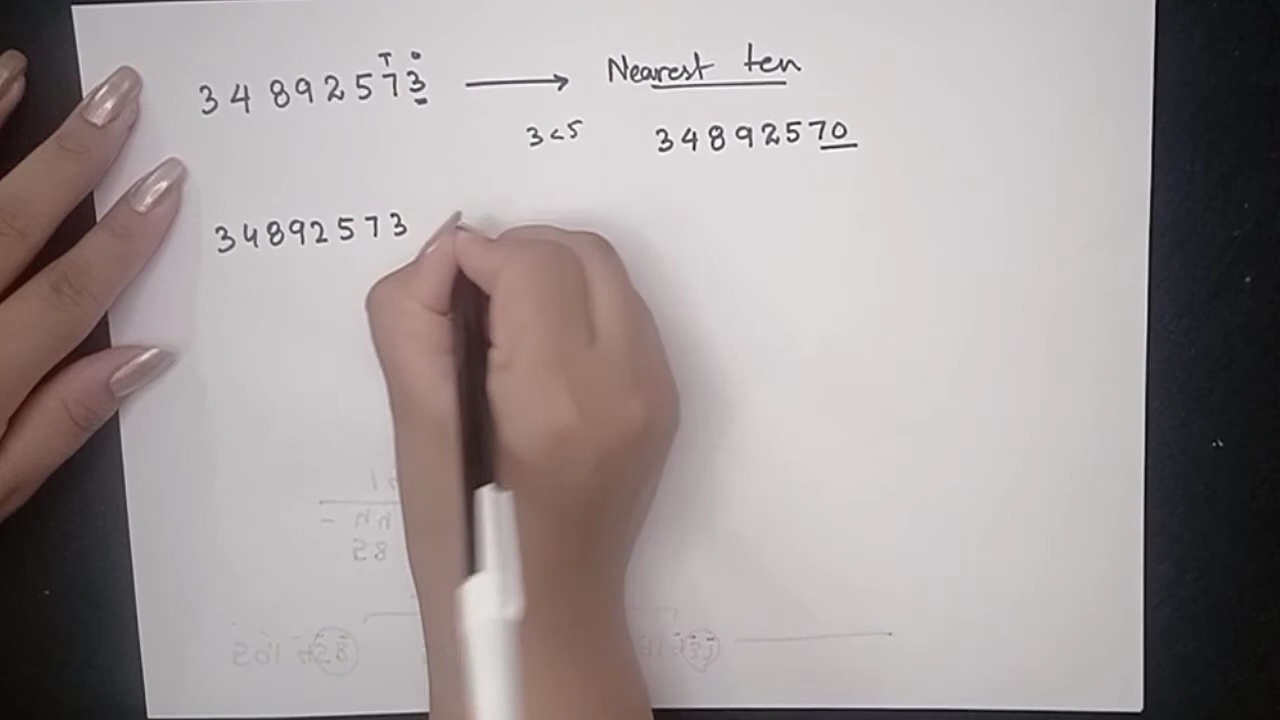 T O
34892573 → Nearest ten
3<5 34892570
34892573